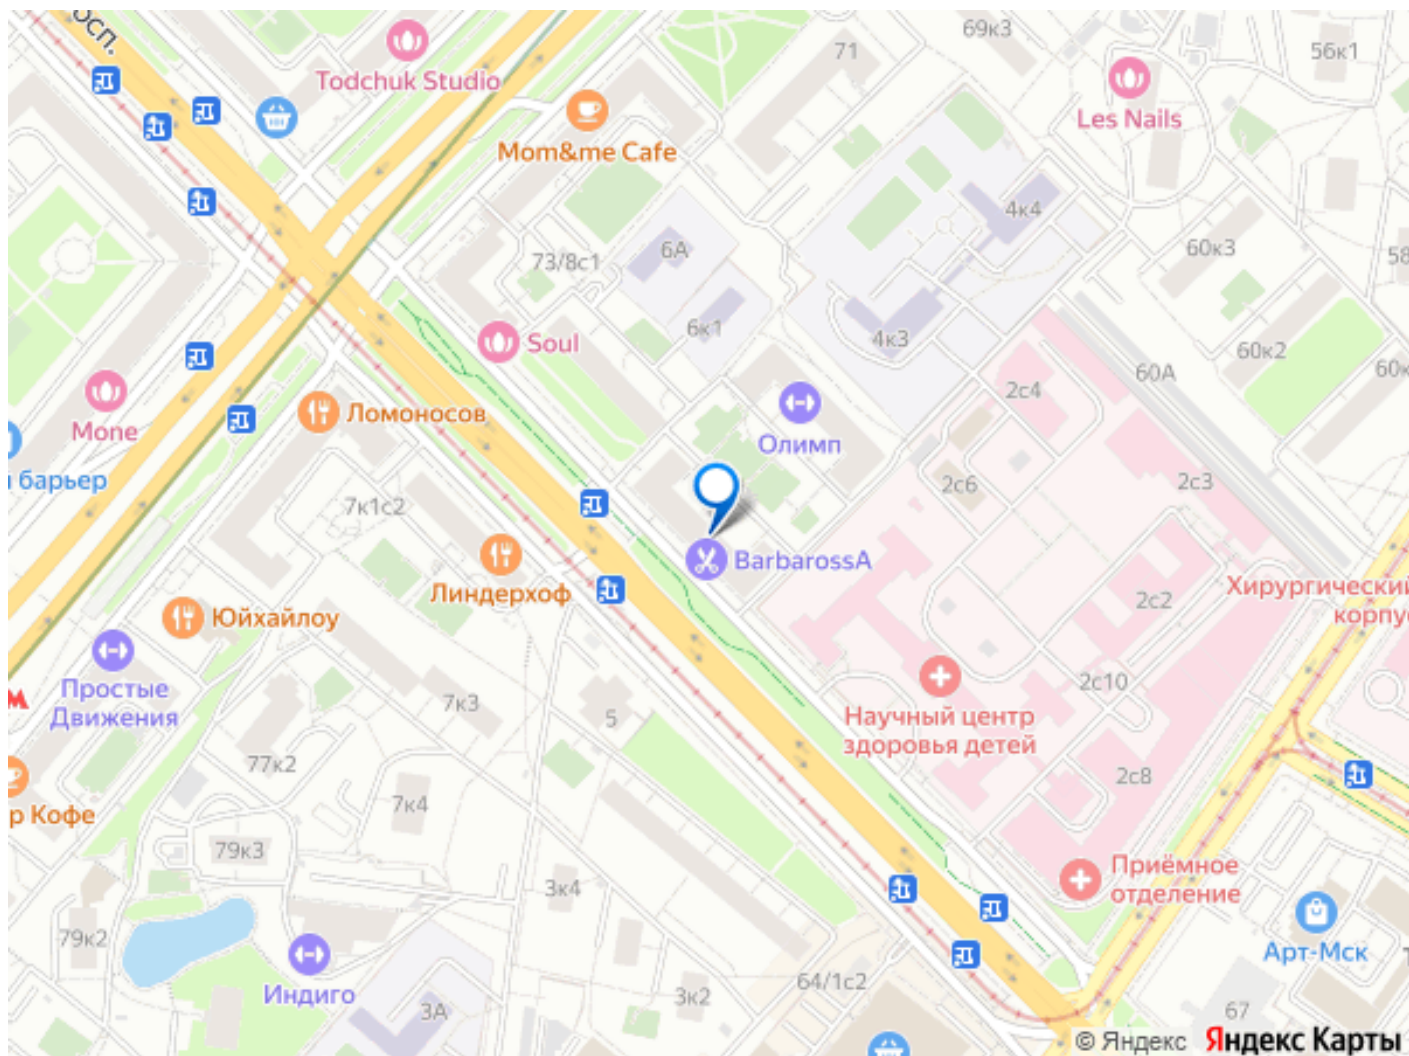 осп.
Todchuk Studio
Mom&me Cafe
71
69к3
56к1
Les Nails
4к4
6А
73/8с1
60к3
58
6к1
4к3
Soul
60к2
60А
60к
2с4
Mone
Ломоносов
Олимп
барьер
2с6
2с3
7к1с2
BarbarossA
Линдерхоф
Юйхайлоу
2с2
Хирургический
корпус
Простые
Движения
М
7к3
5
2с10
Научный центр
здоровья детей
77к2
2с8
р Кофе
7к4
79к3
Приёмное
отделение
3к4
79к2
Арт-Мск
Индиго
64/1с2
3к2
3А
67
© Яндекс Яндекс Карты